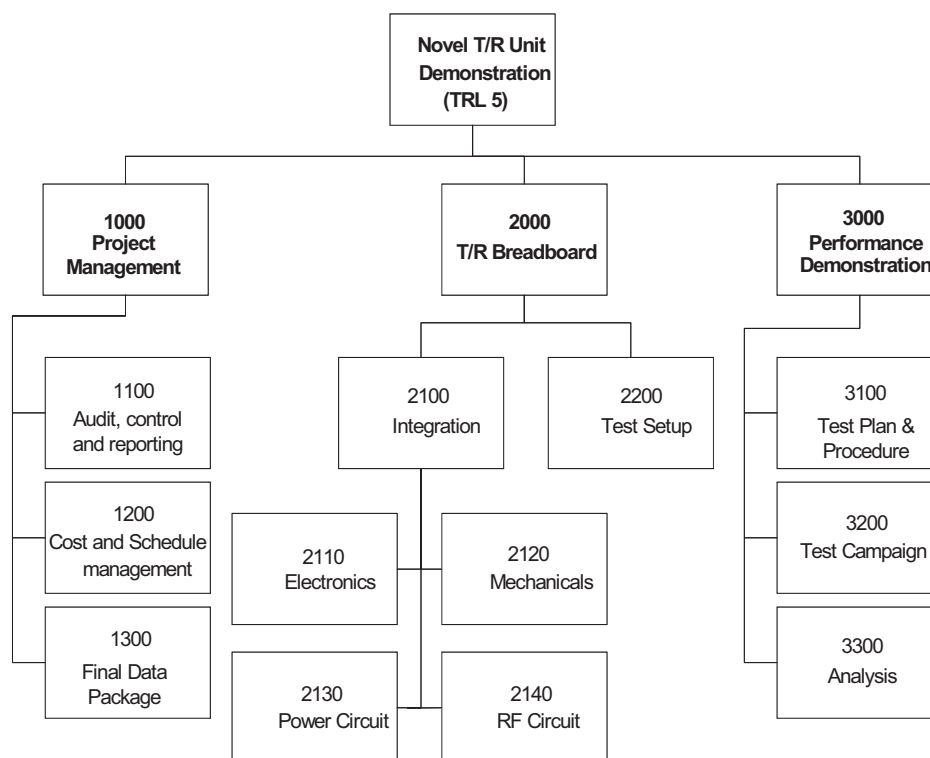 Novel T/R Unit
Demonstration
(TRL 5)
1000
Project
Management
2000
T/R Breadboard
3000
Performance
Demonstration
1100
Audit, control
and reporting
1200
Cost and Schedule
management
1300
Final Data
Package
2100
Integration
2200
Test Setup
2110
Electronics
2120
Mechanicals
2130
Power Circuit
2140
RF Circuit
3100
Test Plan &
Procedure
3200
Test Campaign
3300
Analysis